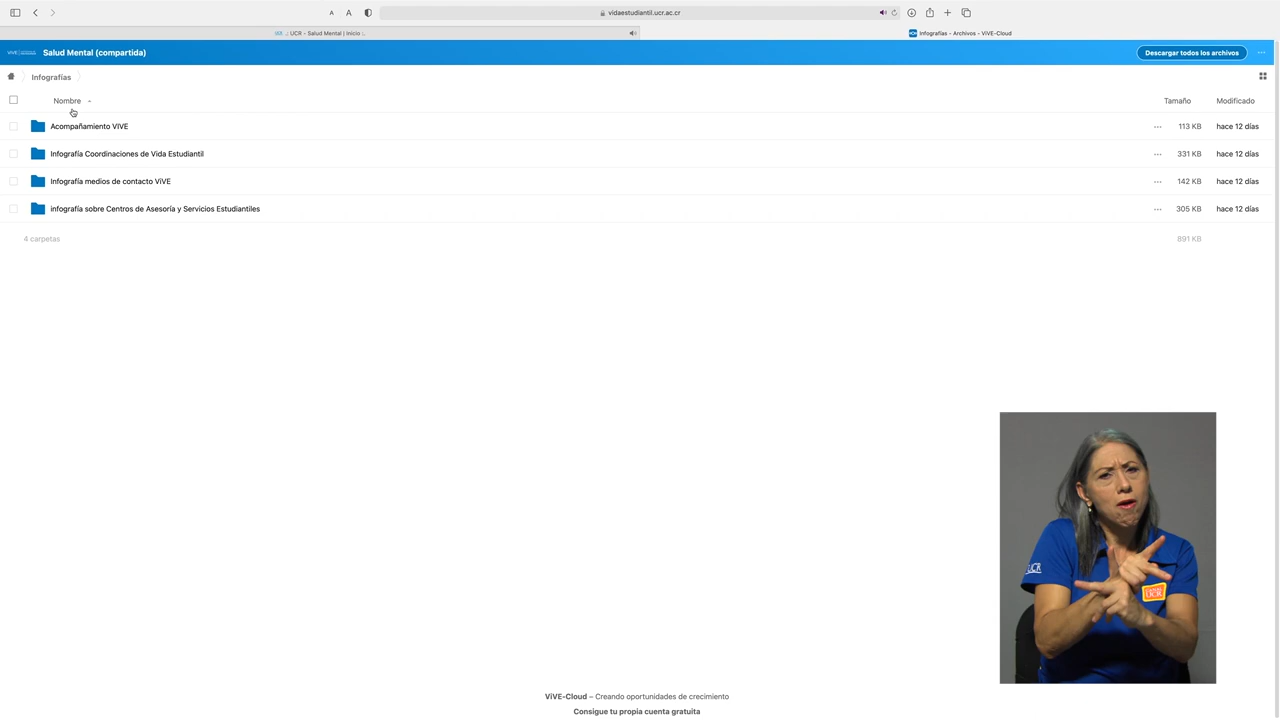 A A vidaestudiantil.ucr.ac.cr
.: UCR - Salud Mental | Inicio :.
Infografías - Archivos - ViVE-Cloud
Salud Mental (compartida)
Descargar todos los archivos
Infografías
Nombre Tamaño Modificado
Acompañamiento VIVE 113 KB hace 12 días
Infografía Coordinaciones de Vida Estudiantil 331 KB hace 12 días
Infografía medios de contacto ViVE 142 KB hace 12 días
infografía sobre Centros de Asesoría y Servicios Estudiantiles 305 KB hace 12 días
4 carpetas 891 KB
UCR
UCR
ViVE-Cloud – Creando oportunidades de crecimiento
Consigue tu propia cuenta gratuita